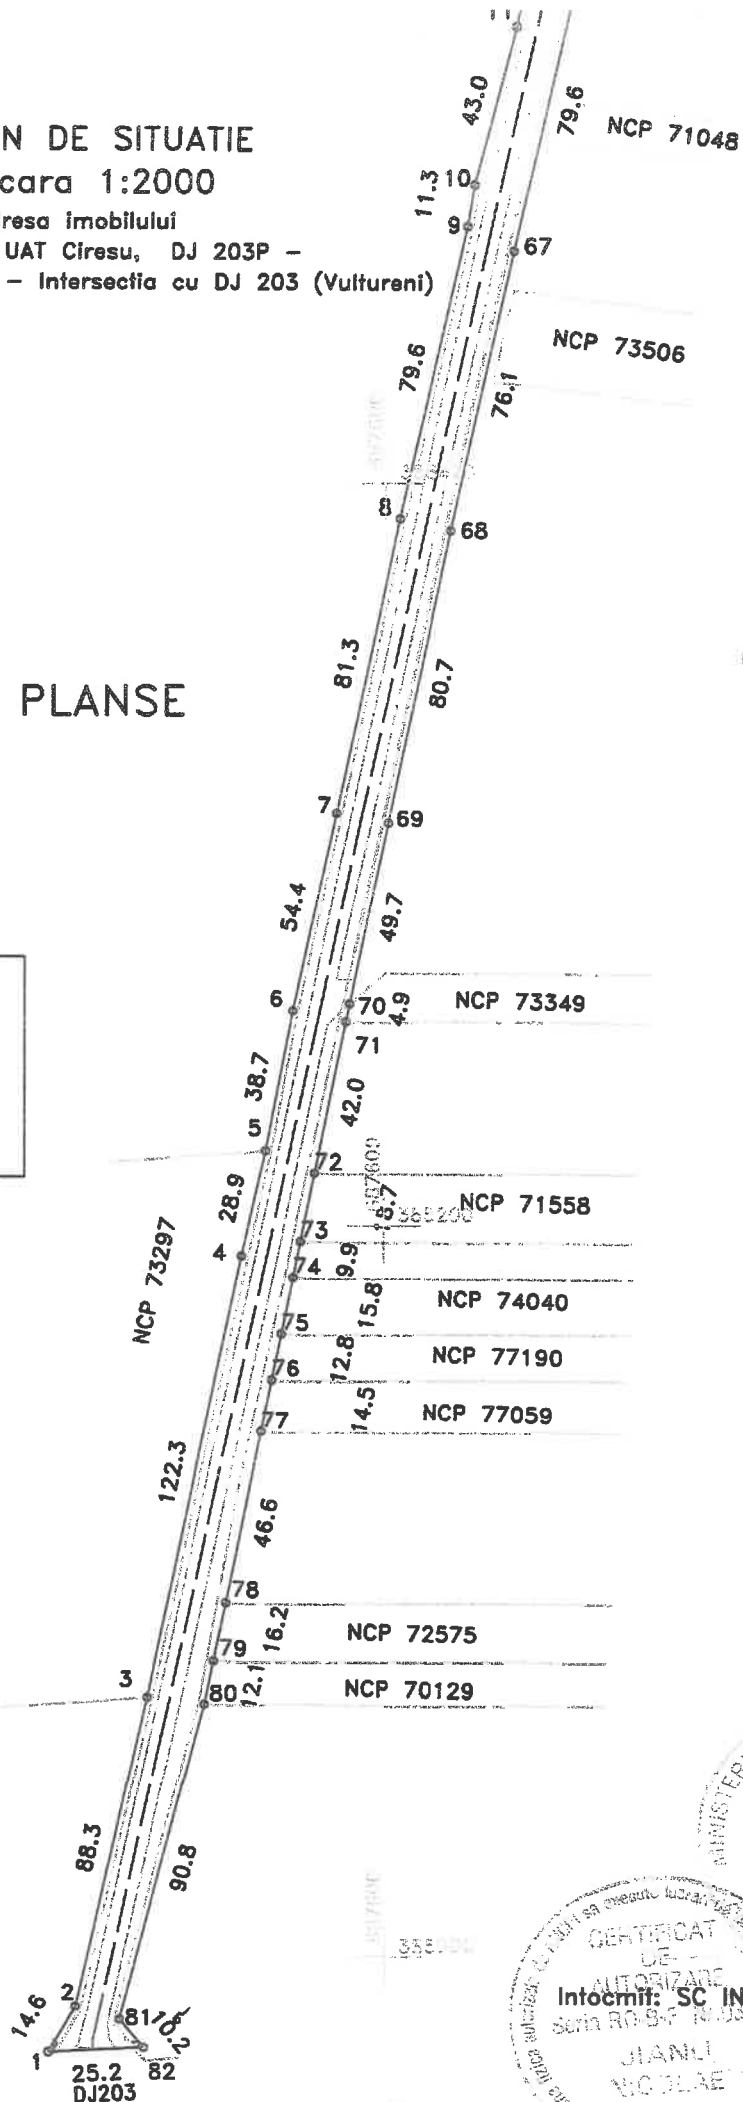 N DE SITUATIE
cara 1:2000
resa imobilului
UAT Ciresu, DJ 203P –
– Intersectia cu DJ 203 (Vultureni)
11
43.0
79.6
NCP 71048
10
11.3
9
67
NCP 73506
79.6
76.1
8
68
81.3
80.7
PLANSE
7
69
54.4
49.7
6
70
4.9
NCP 73349
71
38.7
42.0
5
72
28.9
NCP 71558
73
4
9.9
74
NCP 73297
15.8
NCP 74040
75
12.8
NCP 77190
76
14.5
NCP 77059
77
122.3
46.6
78
16.2
NCP 72575
79
12.1
NCP 70129
3
80
88.3
90.8
2
14.6
81
1
82
25.2
DJ203
CERTIFICAT
DE
AUTORIZARE
Intocmit: SC IN
JIANU
NICOLAE